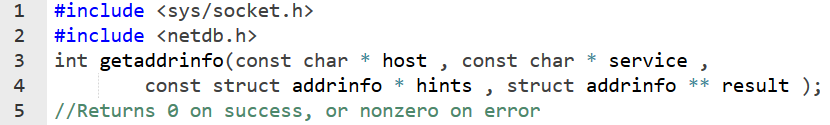 1 #include <sys/socket.h>
2 #include <netdb.h>
3 int getaddrinfo(const char * host , const char * service ,
4 const struct addrinfo * hints , struct addrinfo ** result );
5 //Returns 0 on success, or nonzero on error